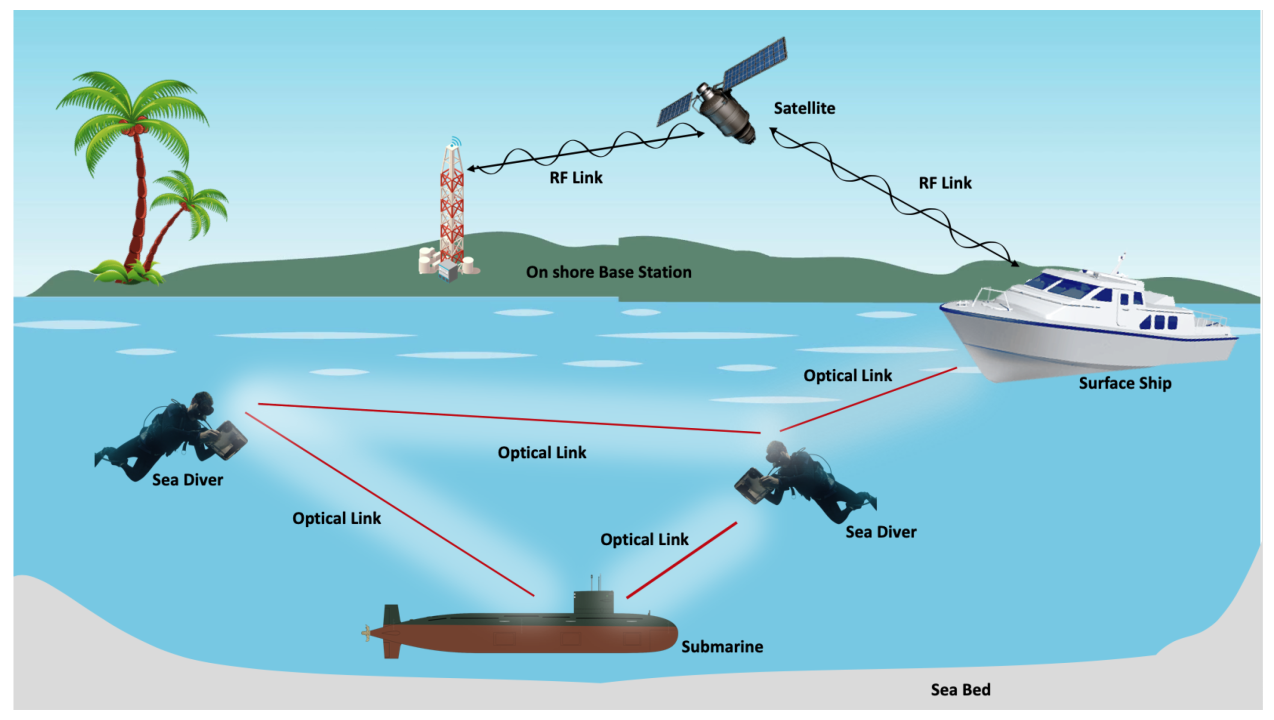 Satellite
RF Link
RF Link
On shore Base Station
Optical Link
Surface Ship
Optical Link
Sea Diver
Optical Link
Optical Link
Sea Diver
Submarine
Sea Bed